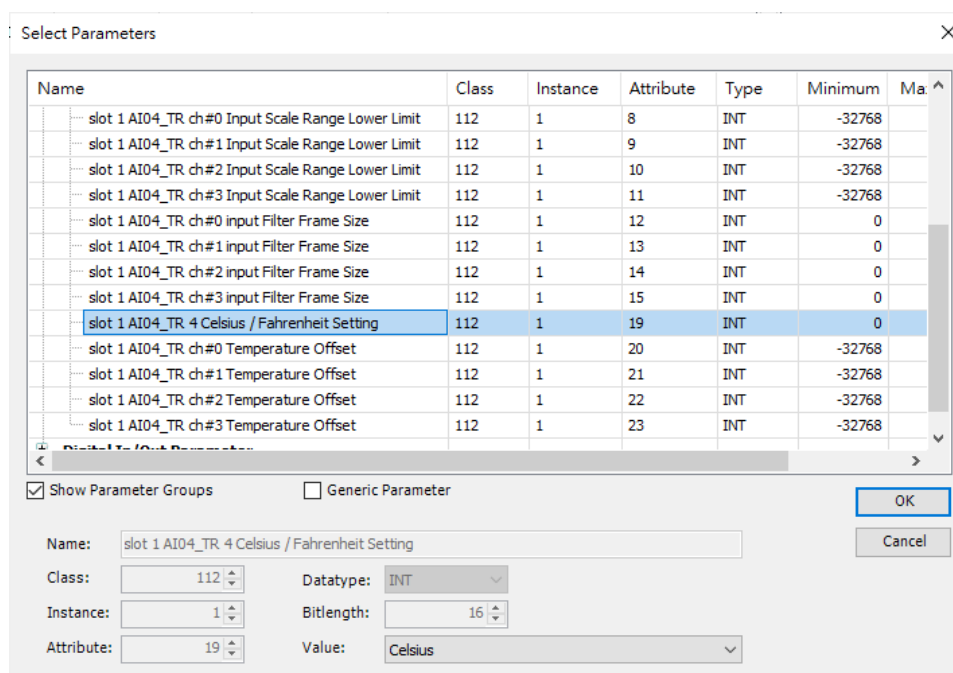 Select Parameters
Name Class Instance Attribute Type Minimum Ma
slot 1 AI04_TR ch#0 Input Scale Range Lower Limit 112 1 8 INT -32768
slot 1 AI04_TR ch#1 Input Scale Range Lower Limit 112 1 9 INT -32768
slot 1 AI04_TR ch#2 Input Scale Range Lower Limit 112 1 10 INT -32768
slot 1 AI04_TR ch#3 Input Scale Range Lower Limit 112 1 11 INT -32768
slot 1 AI04_TR ch#0 input Filter Frame Size 112 1 12 INT 0
slot 1 AI04_TR ch#1 input Filter Frame Size 112 1 13 INT 0
slot 1 AI04_TR ch#2 input Filter Frame Size 112 1 14 INT 0
slot 1 AI04_TR ch#3 input Filter Frame Size 112 1 15 INT 0
slot 1 AI04_TR 4 Celsius / Fahrenheit Setting 112 1 19 INT 0
slot 1 AI04_TR ch#0 Temperature Offset 112 1 20 INT -32768
slot 1 AI04_TR ch#1 Temperature Offset 112 1 21 INT -32768
slot 1 AI04_TR ch#2 Temperature Offset 112 1 22 INT -32768
slot 1 AI04_TR ch#3 Temperature Offset 112 1 23 INT -32768
Digital In/Out Parameter
Show Parameter Groups Generic Parameter
OK
Name: slot 1 AI04_TR 4 Celsius / Fahrenheit Setting
Cancel
Class: 112 Datatype: INT
Instance: 1 Bitlength: 16
Attribute: 19 Value: Celsius